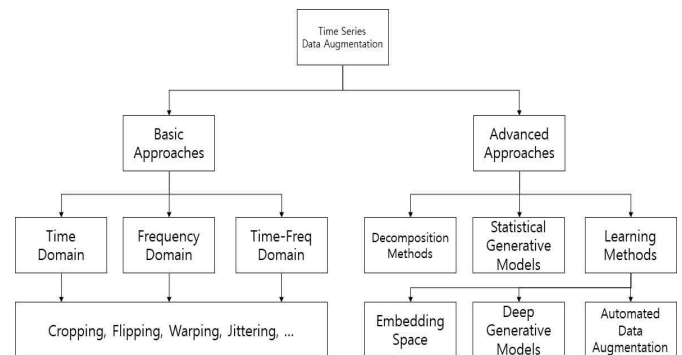 Time Series
Data Augmentation
Basic
Approaches
Advanced
Approaches
Time
Domain
Frequency
Domain
Time-Freq
Domain
Decomposition
Methods
Statistical
Generative
Models
Learning
Methods
Cropping, Flipping, Warping, Jittering, ...
Embedding
Space
Deep
Generative
Models
Automated
Data
Augmentation